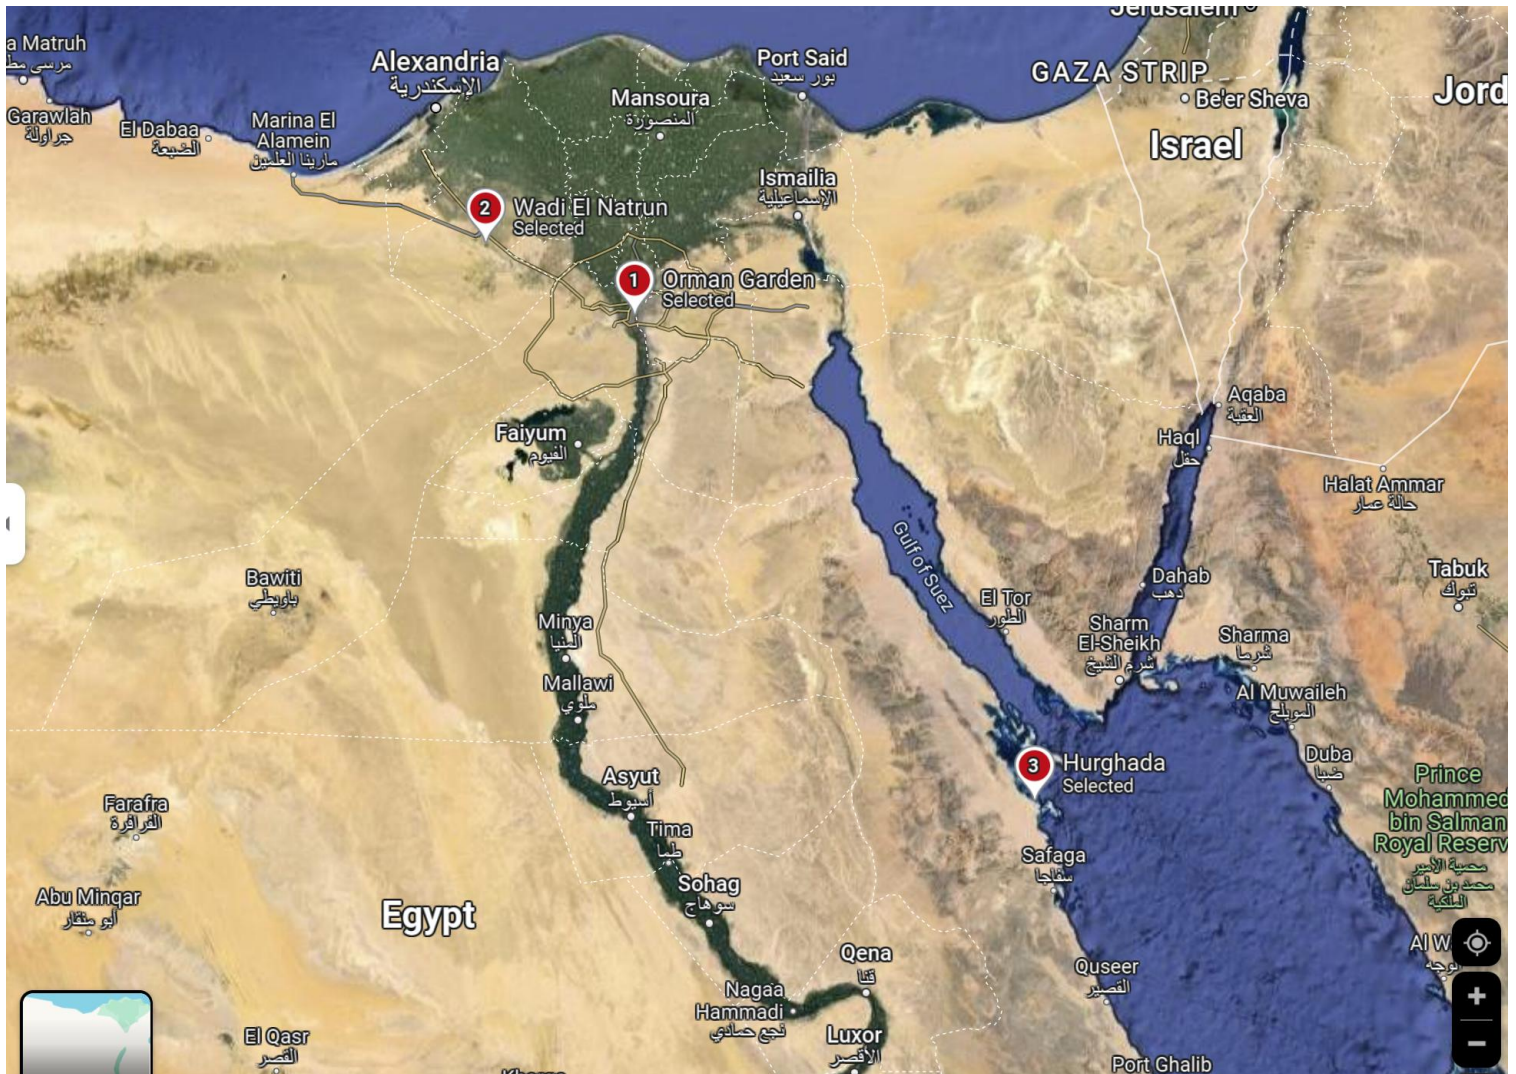 Jerusalem
a Matruh
Alexandria
الإسكندرية
Port Said
بور سعيد
GAZA STRIP
Be'er Sheva
Jord
Israel
Mansoura
المنصورة
Garawlah
جراولة
El Dabaa
الضبعة
Marina El
Alamein
مارينا العلمين
Ismailia
الإسماعيلية
2
Wadi El Natrun
Selected
1
Orman Garden
Selected
Aqaba
العقبة
Haql
حقل
Faiyum
الفيوم
Halat Ammar
حالة عمار
Gulf of Suez
Bawiti
باويطي
Dahab
دهب
Tabuk
تبوك
El Tor
الطور
Minya
المنيا
Sharm
El-Sheikh
شرم الشيخ
Sharma
شرما
Mallawi
ملوي
Al Muwaileh
المويلح
3
Hurghada
Selected
Duba
ضبا
Asyut
أسيوط
Prince
Mohammed
bin Salman
Royal Reserv
محمية الأمير
محمد بن سلمان
الملكية
Farafra
الفرافرة
Tima
طما
Safaga
سفاجا
Sohag
سوهاج
Abu Minqar
أبو منقار
Egypt
Qena
قنا
Al W
الوجه
Quseer
القصير
Nagaa
Hammadi
نجع حمادي
Luxor
الأقصر
El Qasr
القصر
Port Ghalib